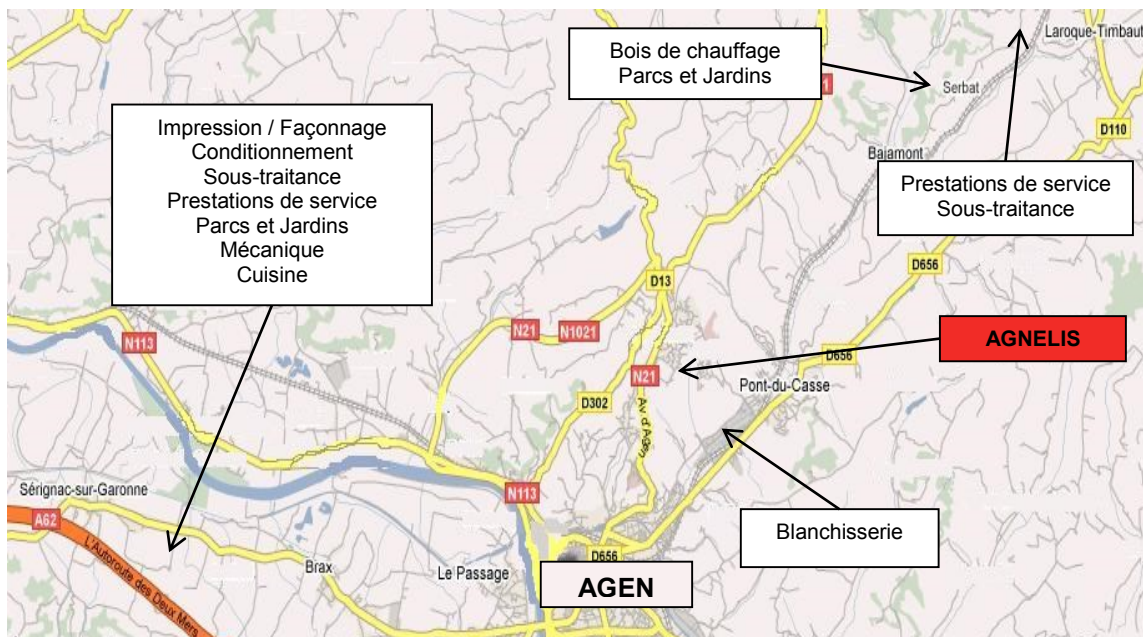 Bois de chauffage
Parcs et Jardins
Laroque-Timbaut
Serbat
D110
Bajamont
Impression / Façonnage
Conditionnement
Sous-traitance
Prestations de service
Parcs et Jardins
Mécanique
Cuisine
Prestations de service
Sous-traitance
D656
D13
N21
N1021
N113
AGNELIS
D656
N21
Pont-du-Casse
D302
Av d'Agen
Sérignac-sur-Garonne
N113
A62
L'Autoroute des Deux Mers
Blanchisserie
Brax
Le Passage
D656
AGEN